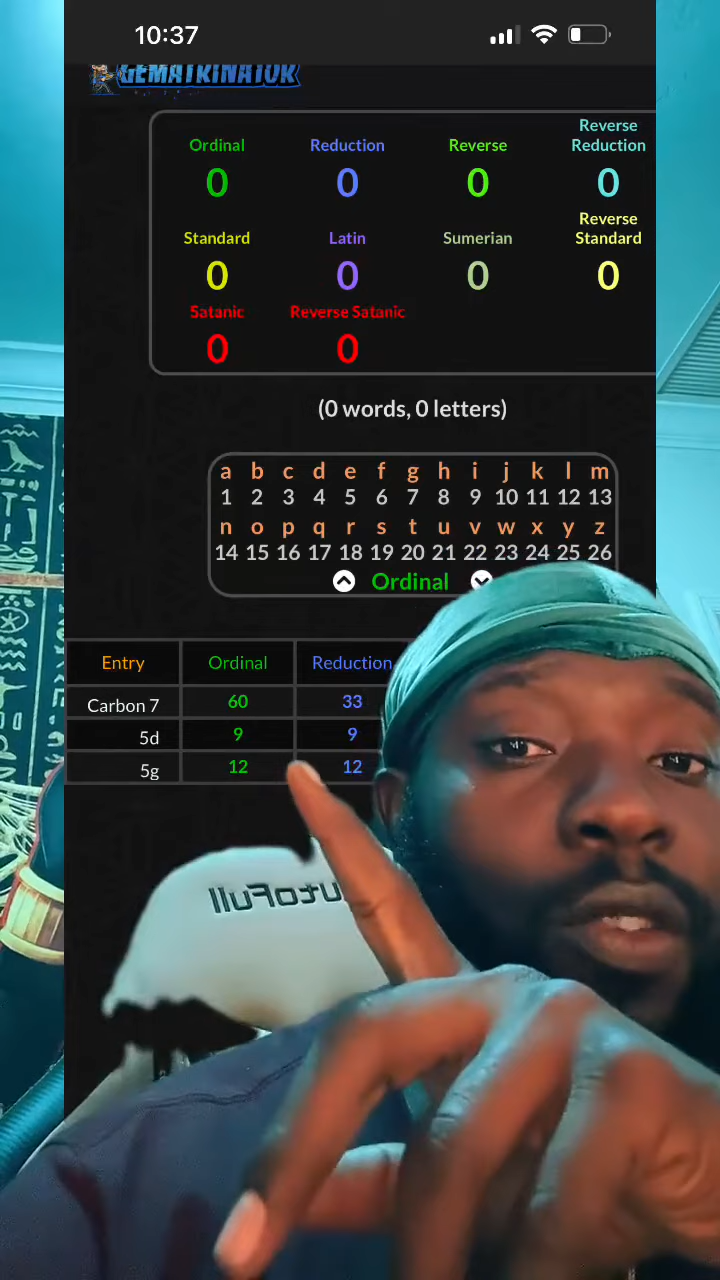 10:37
GEMATRINATOR
Ordinal Reduction Reverse Reverse Reduction
0 0 0 0
Standard Latin Sumerian Reverse Standard
0 0 0 0
Satanic Reverse Satanic
0 0
(0 words, 0 letters)
a b c d e f g h i j k l m
1 2 3 4 5 6 7 8 9 10 11 12 13
n o p q r s t u v w x y z
14 15 16 17 18 19 20 21 22 23 24 25 26
Ordinal
Entry Ordinal Reduction
Carbon 7 60 33
5d 9 9
5g 12 12